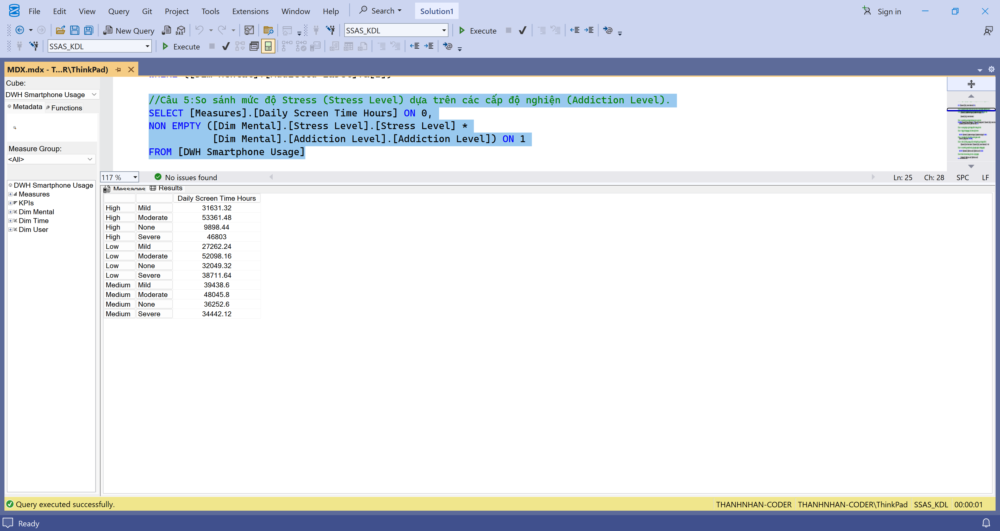 File Edit View Query Git Project Tools Extensions Window Help Search Solution1 Sign in
New Query DAX SSAS_KDL Execute
SSAS_KDL Execute
MDX.mdx - T...R\ThinkPad)
Cube:
DWH Smartphone Usage
Metadata Functions
Measure Group:
<All>
DWH Smartphone Usage
Measures
KPIs
Dim Mental
Dim Time
Dim User
//Câu 5:So sánh mức độ Stress (Stress Level) dựa trên các cấp độ nghiện (Addiction Level).
SELECT [Measures].[Daily Screen Time Hours] ON 0,
NON EMPTY ([Dim Mental].[Stress Level].[Stress Level] *
[Dim Mental].[Addiction Level].[Addiction Level]) ON 1
FROM [DWH Smartphone Usage]
117 % No issues found Ln: 25 Ch: 28 SPC LF
Messages Results
Daily Screen Time Hours
High Mild 31631.32
High Moderate 53361.48
High None 9898.44
High Severe 46803
Low Mild 27262.24
Low Moderate 52098.16
Low None 32049.32
Low Severe 38711.64
Medium Mild 39438.6
Medium Moderate 48045.8
Medium None 36252.6
Medium Severe 34442.12
Query executed successfully. THANHNHAN-CODER THANHNHAN-CODER\ThinkPad SSAS_KDL 00:00:01
Ready